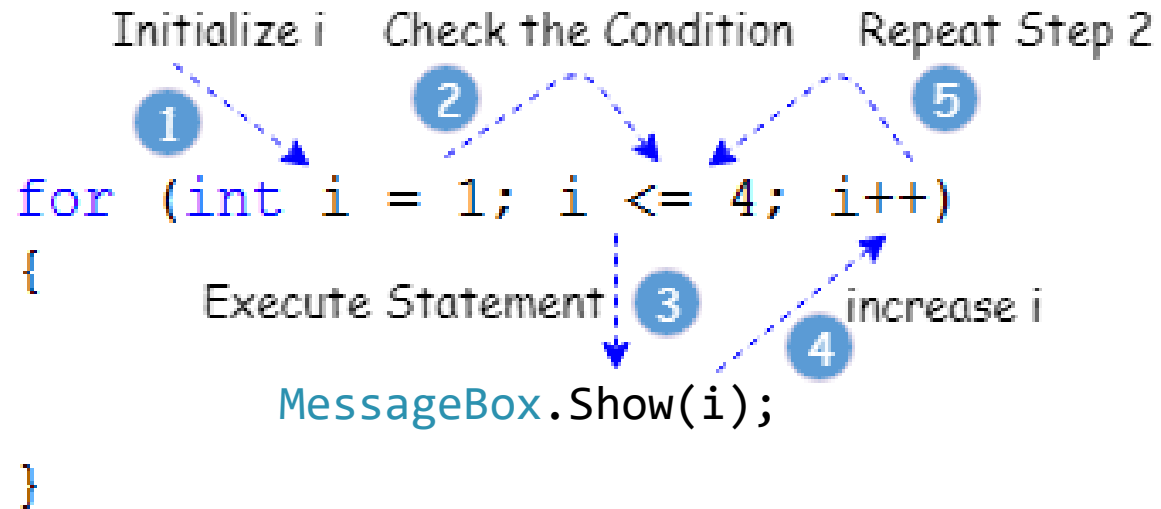 Initialize i Check the Condition Repeat Step 2
1 2 5
for (int i = 1; i <= 4; i++)
{
Execute Statement 3 increase i
4
MessageBox.Show(i);
}